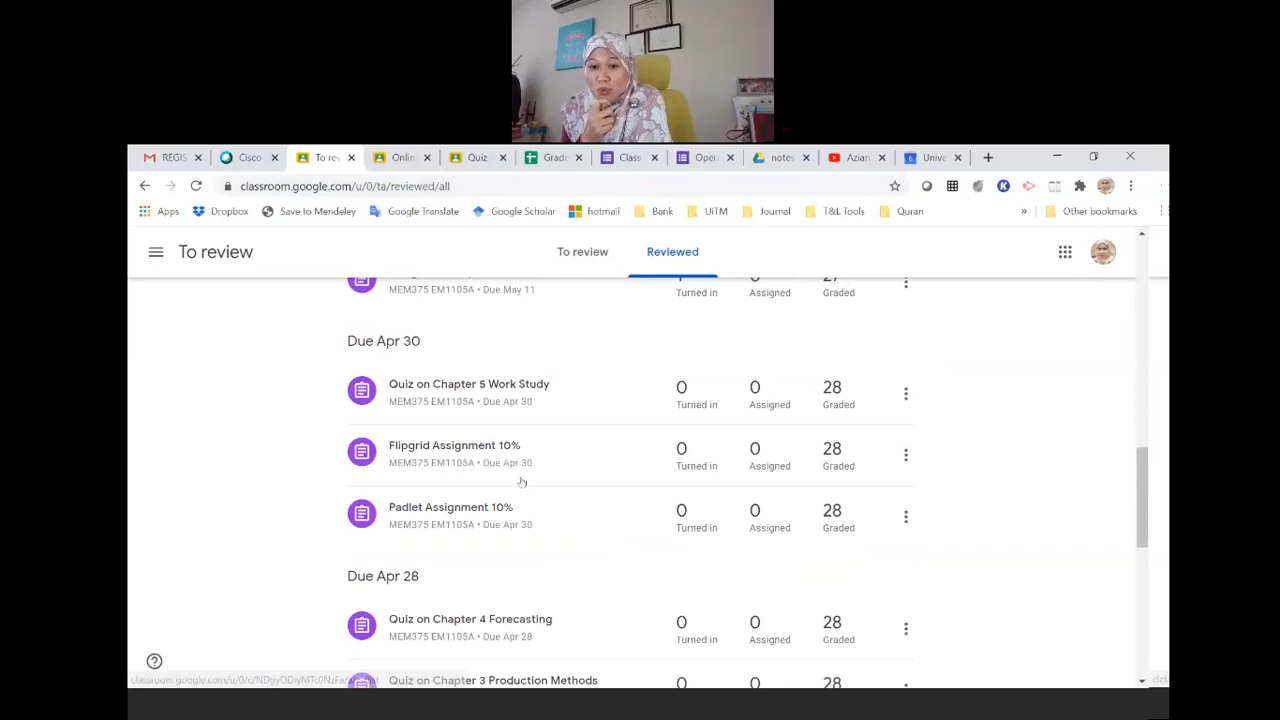 REGIS
Cisco
To rev
Onlin
Quiz
Grade
Class
Opera
notes
Azian
Unive
classroom.google.com/u/0/ta/reviewed/all
Apps
Dropbox
Save to Mendeley
Google Translate
Google Scholar
hotmail
Bank
UiTM
Journal
T&L Tools
Quran
»
Other bookmarks
To review
To review
Reviewed
MEM375 EM1105A • Due May 11
Turned in
Assigned
Graded
Due Apr 30
Quiz on Chapter 5 Work Study
MEM375 EM1105A • Due Apr 30
0
Turned in
0
Assigned
28
Graded
Flipgrid Assignment 10%
MEM375 EM1105A • Due Apr 30
0
Turned in
0
Assigned
28
Graded
Padlet Assignment 10%
MEM375 EM1105A • Due Apr 30
0
Turned in
0
Assigned
28
Graded
Due Apr 28
Quiz on Chapter 4 Forecasting
MEM375 EM1105A • Due Apr 28
0
Turned in
0
Assigned
28
Graded
Quiz on Chapter 3 Production Methods
0
0
28